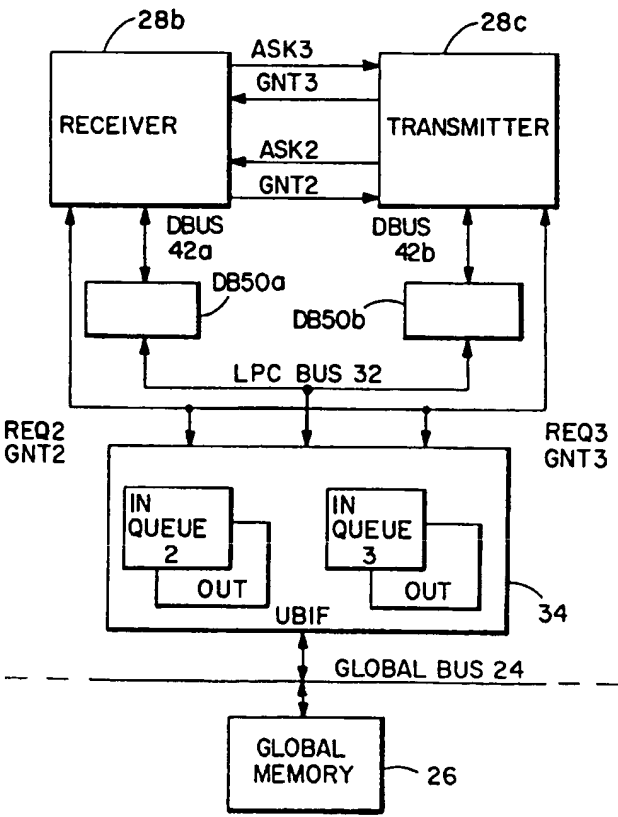 28b
28c
ASK3
GNT3
RECEIVER
TRANSMITTER
ASK2
GNT2
DBUS
42a
DBUS
42b
DB50a
DB50b
LPC BUS 32
REQ2
GNT2
REQ3
GNT3
IN
QUEUE
2
OUT
IN
QUEUE
3
OUT
UBIF
34
GLOBAL BUS 24
GLOBAL
MEMORY
26